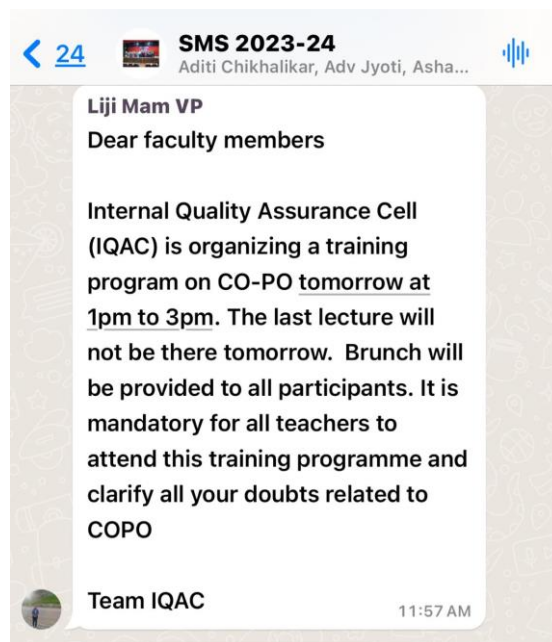 24
SMS 2023-24
Aditi Chikhalikar, Adv Jyoti, Asha...
Liji Mam VP
Dear faculty members
Internal Quality Assurance Cell
(IQAC) is organizing a training
program on CO-PO tomorrow at
1pm to 3pm. The last lecture will
not be there tomorrow.  Brunch will
be provided to all participants. It is
mandatory for all teachers to
attend this training programme and
clarify all your doubts related to
COPO
Team IQAC
11:57 AM